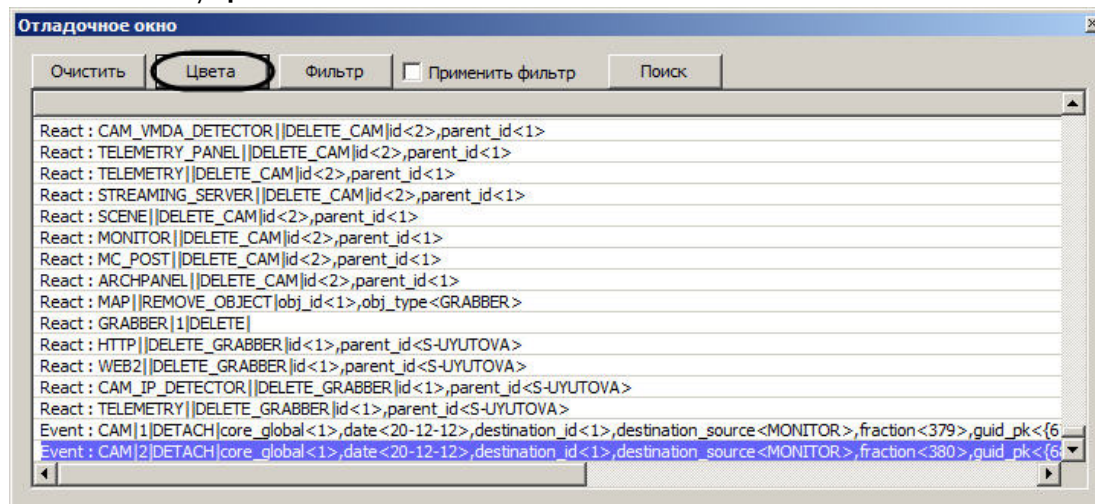 Отладочное окно
Очистить Цвета Фильтр Применить фильтр Поиск
React : CAM_VMDA_DETECTOR||DELETE_CAM|id<2>,parent_id<1>
React : TELEMETRY_PANEL||DELETE_CAM|id<2>,parent_id<1>
React : TELEMETRY||DELETE_CAM|id<2>,parent_id<1>
React : STREAMING_SERVER||DELETE_CAM|id<2>,parent_id<1>
React : SCENE||DELETE_CAM|id<2>,parent_id<1>
React : MONITOR||DELETE_CAM|id<2>,parent_id<1>
React : MC_POST||DELETE_CAM|id<2>,parent_id<1>
React : ARCHPANEL||DELETE_CAM|id<2>,parent_id<1>
React : MAP||REMOVE_OBJECT|obj_id<1>,obj_type<GRABBER>
React : GRABBER|1|DELETE|
React : HTTP||DELETE_GRABBER|id<1>,parent_id<S-UYUTOVA>
React : WEB2||DELETE_GRABBER|id<1>,parent_id<S-UYUTOVA>
React : CAM_IP_DETECTOR||DELETE_GRABBER|id<1>,parent_id<S-UYUTOVA>
React : TELEMETRY||DELETE_GRABBER|id<1>,parent_id<S-UYUTOVA>
Event : CAM|1|DETACH|core_global<1>,date<20-12-12>,destination_id<1>,destination_source<MONITOR>,fraction<379>,guid_pk<{6
Event : CAM|2|DETACH|core_global<1>,date<20-12-12>,destination_id<1>,destination_source<MONITOR>,fraction<380>,guid_pk<{68